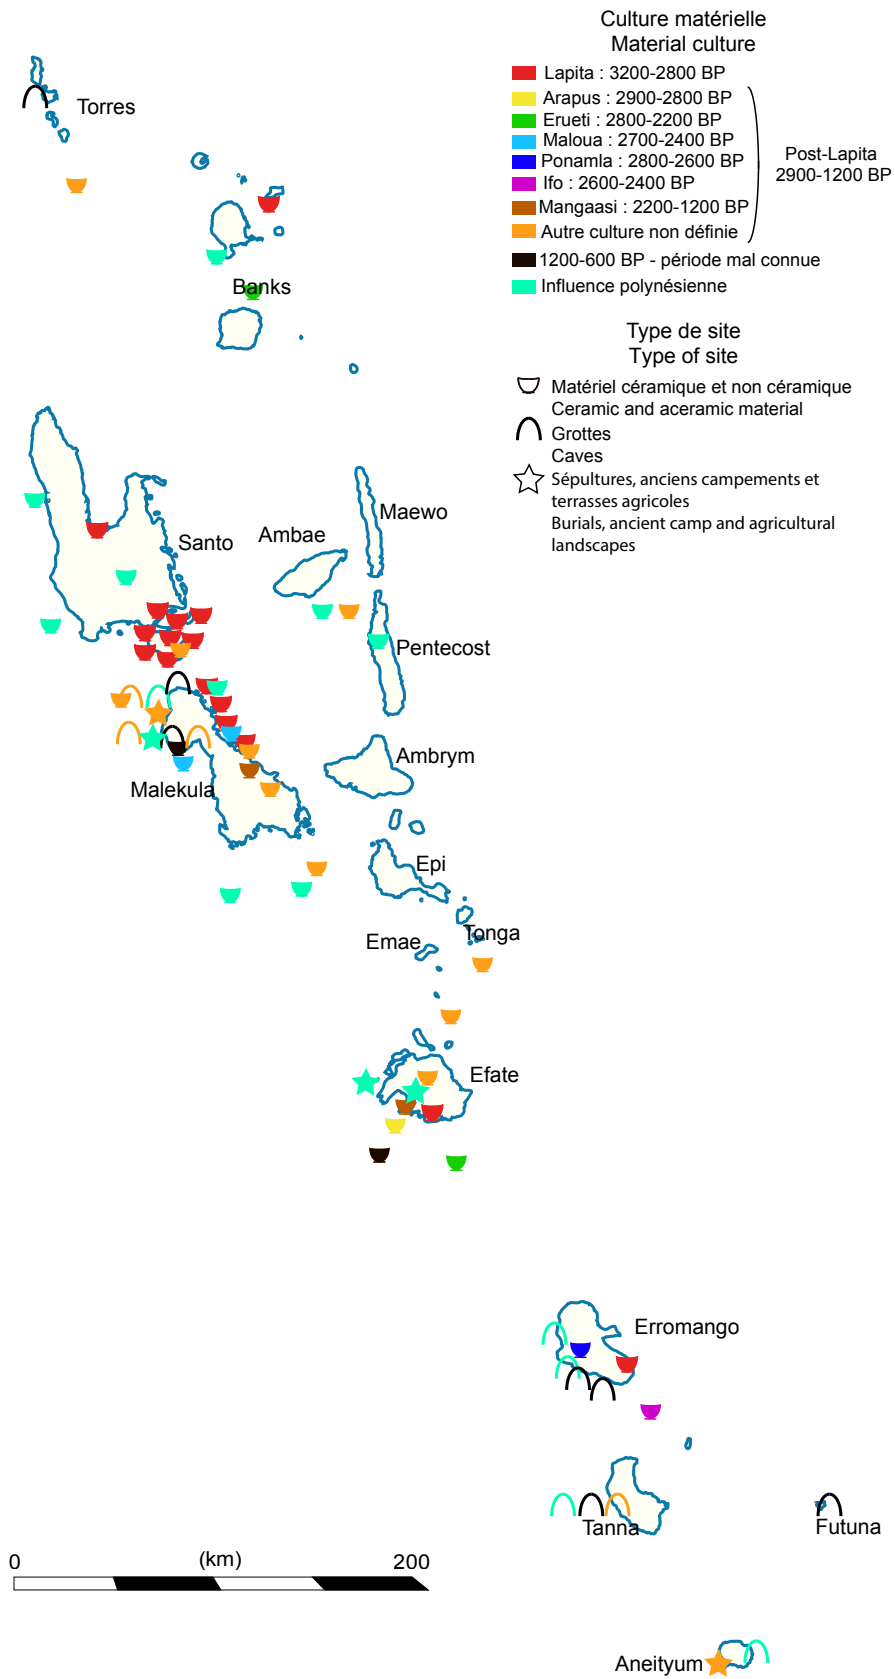 Culture matérielle
Material culture
Lapita : 3200-2800 BP
Arapus : 2900-2800 BP
Erueti : 2800-2200 BP
Maloua : 2700-2400 BP
Ponamla : 2800-2600 BP
Ifo : 2600-2400 BP
Mangaasi : 2200-1200 BP
Autre culture non définie
Post-Lapita
2900-1200 BP
1200-600 BP - période mal connue
Influence polynésienne
Type de site
Type of site
Matériel céramique et non céramique
Ceramic and aceramic material
Grottes
Caves
Sépultures, anciens campements et
terrasses agricoles
Burials, ancient camp and agricultural
landscapes
Torres
Banks
Santo
Ambae
Maewo
Pentecost
Ambrym
Malekula
Epi
Emae
Tonga
Efate
Erromango
Tanna
Futuna
0
(km)
200
Aneityum